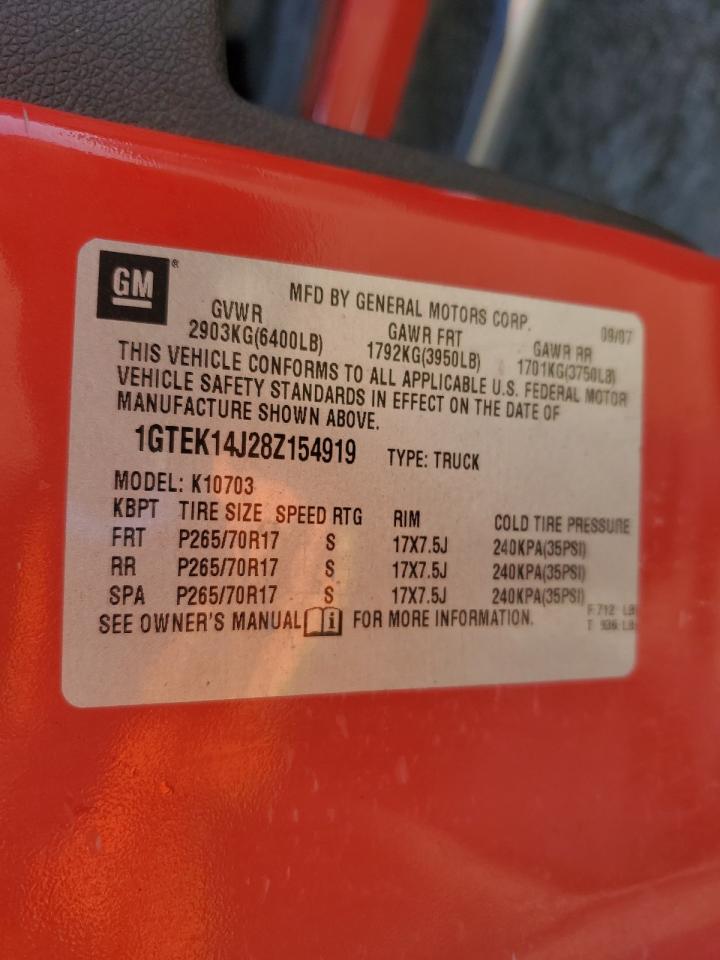 GM®
MFD BY GENERAL MOTORS CORP. 09/07
GVWR GAWR FRT GAWR RR
2903KG(6400LB) 1792KG(3950LB) 1701KG(3750LB)
THIS VEHICLE CONFORMS TO ALL APPLICABLE U.S. FEDERAL MOTOR
VEHICLE SAFETY STANDARDS IN EFFECT ON THE DATE OF
MANUFACTURE SHOWN ABOVE.
1GTEK14J28Z154919 TYPE: TRUCK
MODEL: K10703
KBPT TIRE SIZE SPEED RTG RIM COLD TIRE PRESSURE
FRT P265/70R17 S 17X7.5J 240KPA(35PSI)
RR P265/70R17 S 17X7.5J 240KPA(35PSI)
SPA P265/70R17 S 17X7.5J 240KPA(35PSI)
F 712 LB
SEE OWNER'S MANUAL i FOR MORE INFORMATION. T 936 LB